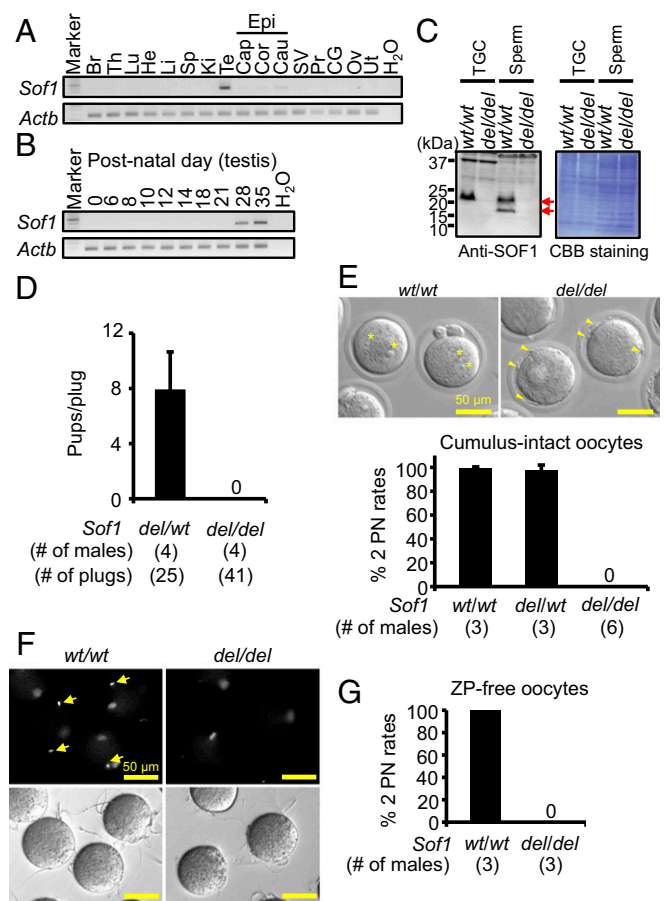 A
Marker
Br
Th
Lu
He
Li
Sp
Ki
Te
Epi
Cap
Cor
Cau
SV
Pr
CG
Ov
Ut
H2O
Sof1
Actb
B
Post-natal day (testis)
Marker
0
6
8
10
12
14
18
21
28
35
H2O
Sof1
Actb
C
TGC
Sperm
TGC
Sperm
wt/wt
del/del
wt/wt
del/del
wt/wt
del/del
wt/wt
del/del
(kDa)
37
25
20
15
10
Anti-SOF1
CBB staining
D
Pups/plug
12
8
4
0
0
Sof1 del/wt del/del
(# of males) (4) (4)
(# of plugs) (25) (41)
E
wt/wt
del/del
50 µm
Cumulus-intact oocytes
% 2 PN rates
100
80
60
40
20
0
0
Sof1 wt/wt del/wt del/del
(# of males) (3) (3) (6)
F
wt/wt
del/del
50 µm
G
ZP-free oocytes
% 2 PN rates
100
80
60
40
20
0
0
Sof1 wt/wt del/del
(# of males) (3) (3)